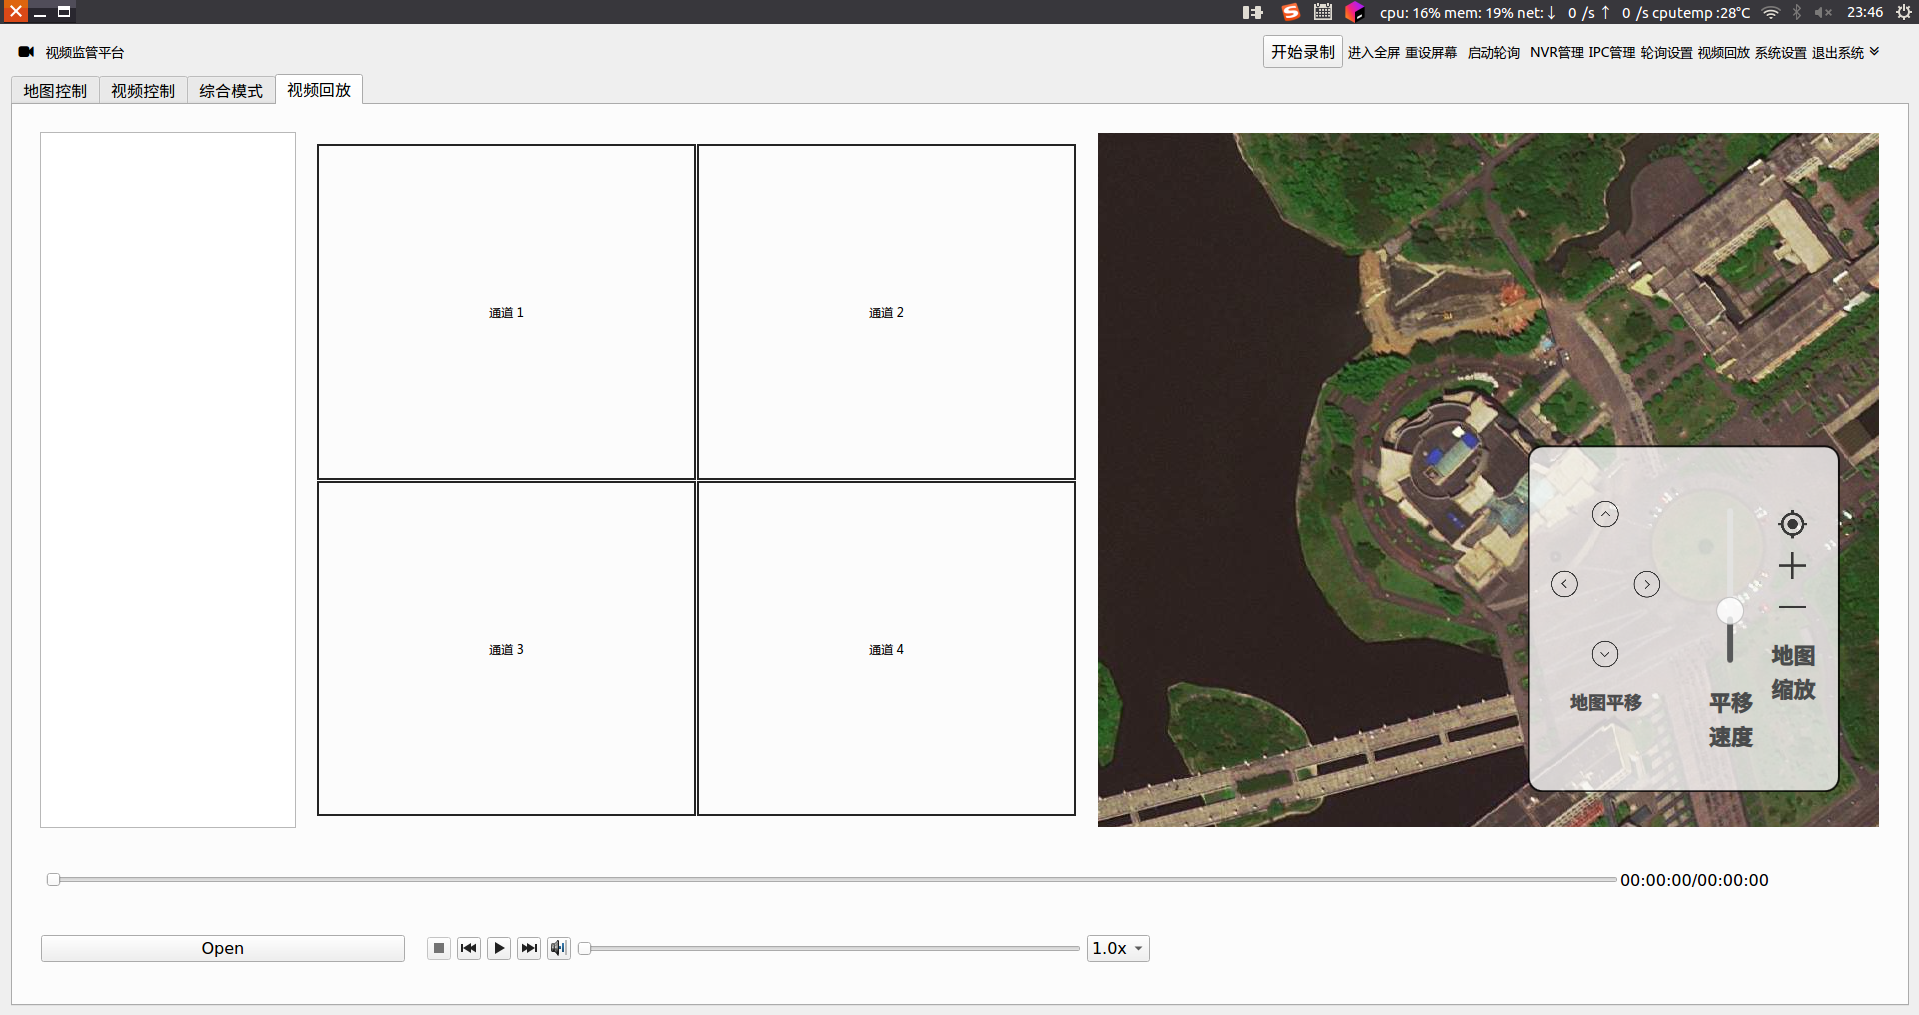 cpu: 16% mem: 19% net:↓ 0 /s ↑ 0 /s cputemp :28°C 23:46
视频监管平台
开始录制 进入全屏 重设屏幕 启动轮询 NVR管理 IPC管理 轮询设置 视频回放 系统设置 退出系统
地图控制 视频控制 综合模式 视频回放
通道 1
通道 2
通道 3
通道 4
地图平移
平移
速度
地图
缩放
00:00:00/00:00:00
Open
1.0x